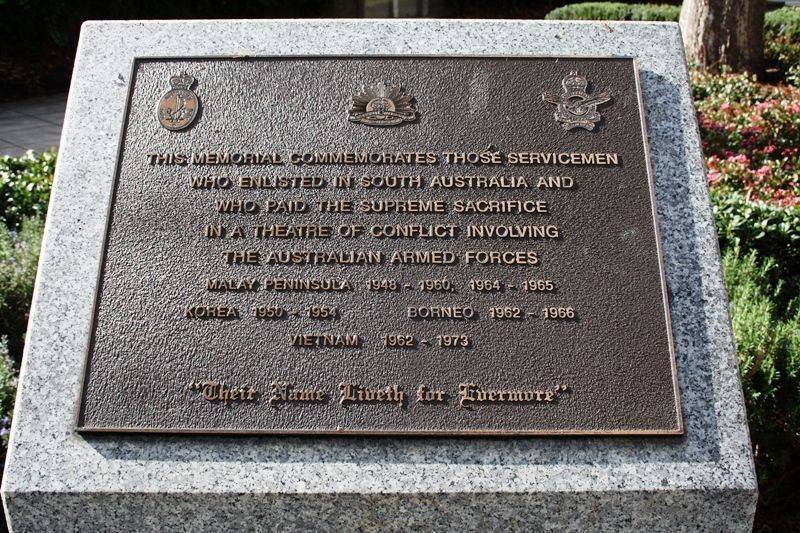 THIS MEMORIAL COMMEMORATES THOSE SERVICEMEN
WHO ENLISTED IN SOUTH AUSTRALIA AND
WHO PAID THE SUPREME SACRIFICE
IN A THEATRE OF CONFLICT INVOLVING
THE AUSTRALIAN ARMED FORCES
MALAY PENINSULA 1948 - 1960, 1964 - 1965
KOREA 1950 - 1954 BORNEO 1962 - 1966
VIETNAM 1962 - 1973
"Their Name Liveth for Evermore"